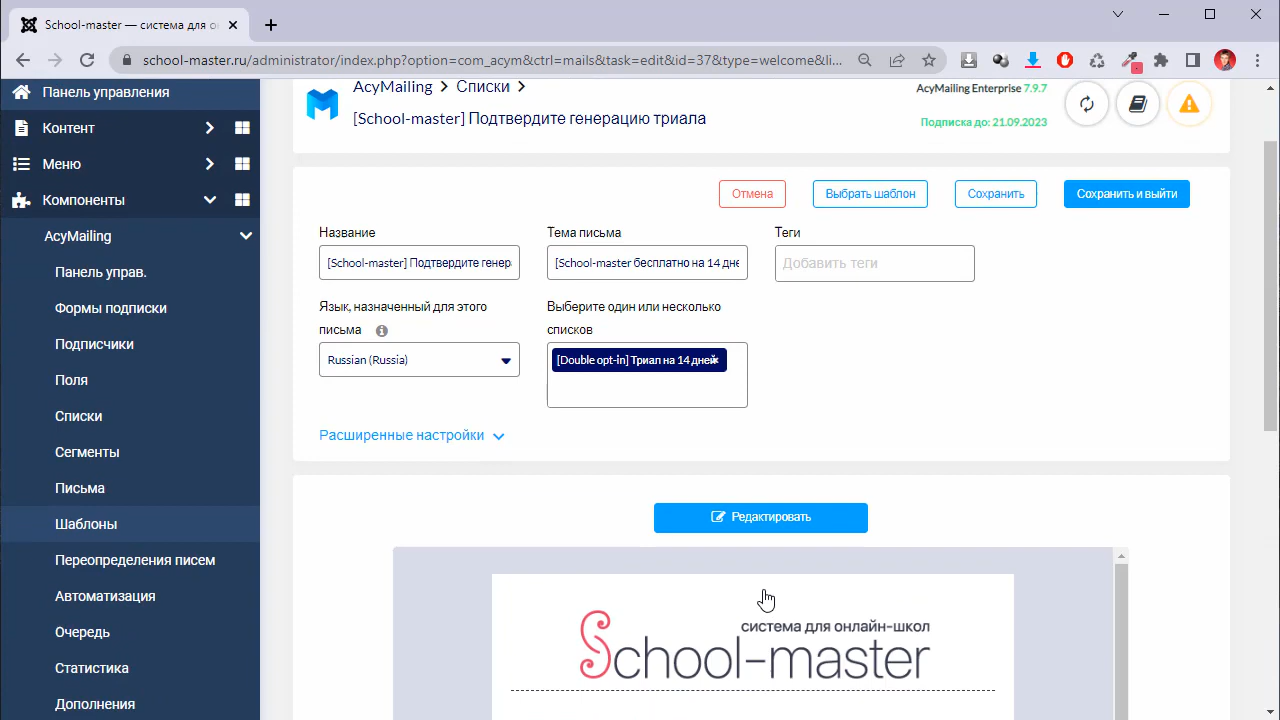 School-master — система для о
school-master.ru/administrator/index.php?option=com_acym&ctrl=mails&task=edit&id=37&type=welcome&li...
Панель управления
Контент
Меню
Компоненты
AcyMailing
Панель управ.
Формы подписки
Подписчики
Поля
Списки
Сегменты
Письма
Шаблоны
Переопределения писем
Автоматизация
Очередь
Статистика
Дополнения
AcyMailing > Списки >
[School-master] Подтвердите генерацию триала
AcyMailing Enterprise 7.9.7
Подписка до: 21.09.2023
Отмена
Выбрать шаблон
Сохранить
Сохранить и выйти
Название
Тема письма
Теги
[School-master] Подтвердите генер
[School-master бесплатно на 14 дне
Добавить теги
Язык, назначенный для этого
письма
Выберите один или несколько
списков
Russian (Russia)
[Double opt-in] Триал на 14 дней
Расширенные настройки
Редактировать
система для онлайн-школ
School-master